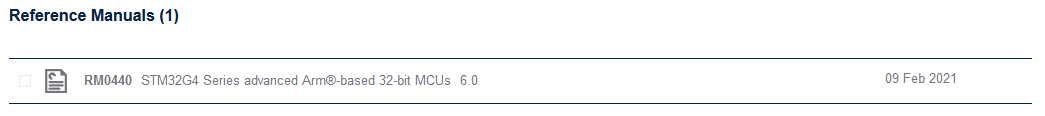 Reference Manuals (1)
RM0440 STM32G4 Series advanced Arm®-based 32-bit MCUs 6.0 09 Feb 2021